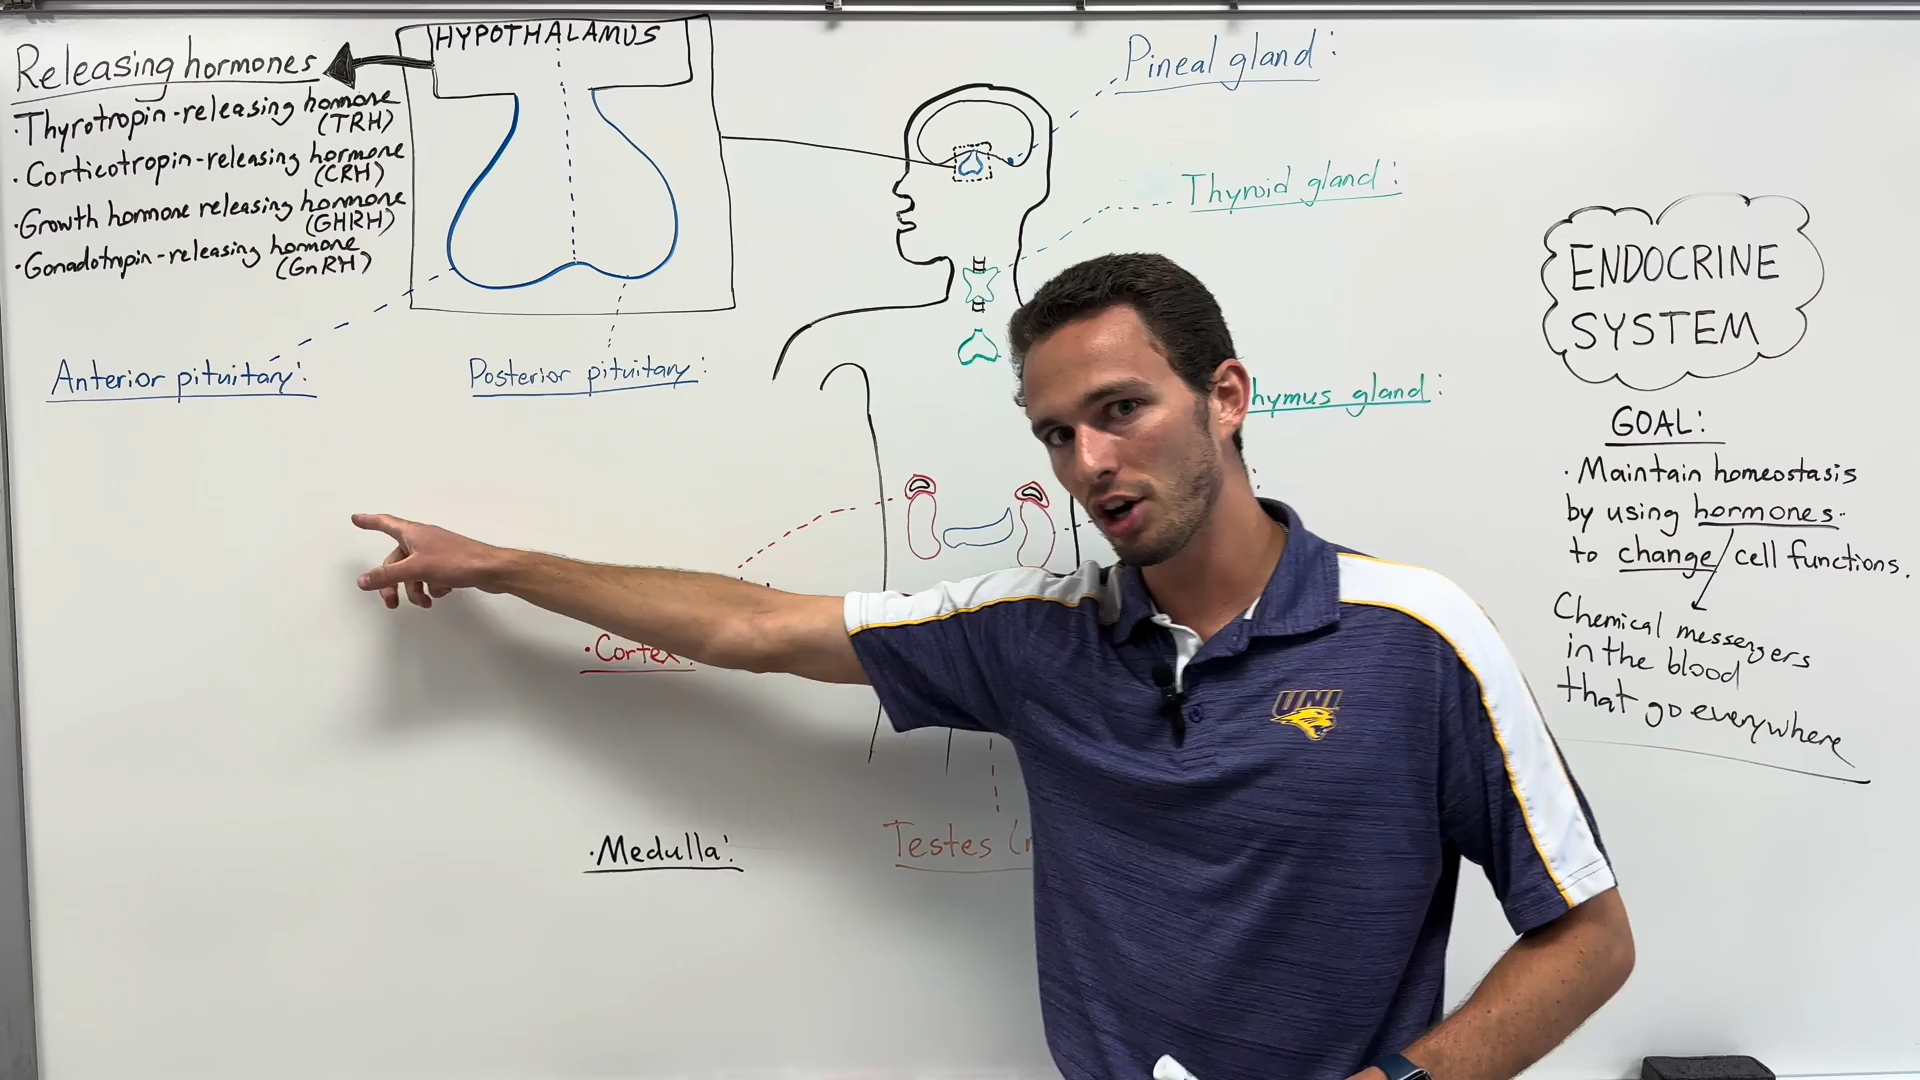 HYPOTHALAMUS
Releasing hormones
·Thyrotropin-releasing hormone
(TRH)
·Corticotropin-releasing hormone
(CRH)
·Growth hormone releasing hormone
(GHRH)
·Gonadotropin-releasing hormone
(GnRH)
Anterior pituitary:
Posterior pituitary:
Pineal gland:
Thyroid gland:
hymus gland:
·Cortex:
·Medulla:
Testes (
ENDOCRINE
SYSTEM
GOAL:
·Maintain homeostasis
by using hormones
to change cell functions.
Chemical messengers
in the blood
that go everywhere
UNI